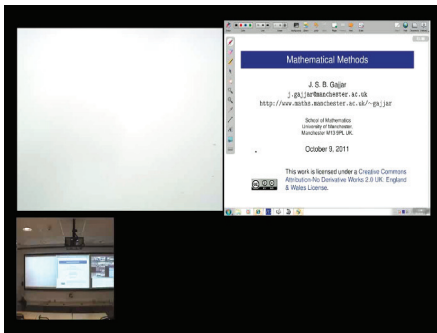 Mathematical Methods
J. S. B. Gajjar
j.gajjar@manchester.ac.uk
http://www.maths.manchester.ac.uk/~gajjar
School of Mathematics
University of Manchester,
Manchester M13 9PL UK.
October 9, 2011
This work is licensed under a Creative Commons
Attribution-No Derivative Works 2.0 UK: England
& Wales License.